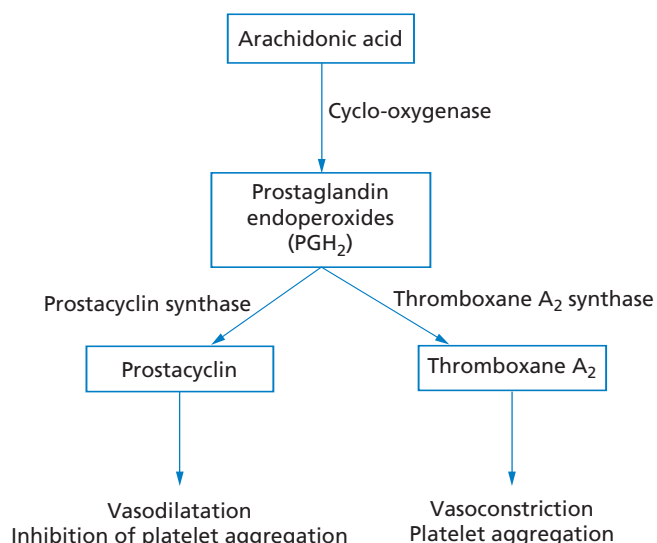 Arachidonic acid
Cyclo-oxygenase
Prostaglandin
endoperoxides
(PGH₂)
Prostacyclin synthase
Thromboxane A₂ synthase
Prostacyclin
Thromboxane A₂
Vasodilatation
Inhibition of platelet aggregation
Vasoconstriction
Platelet aggregation